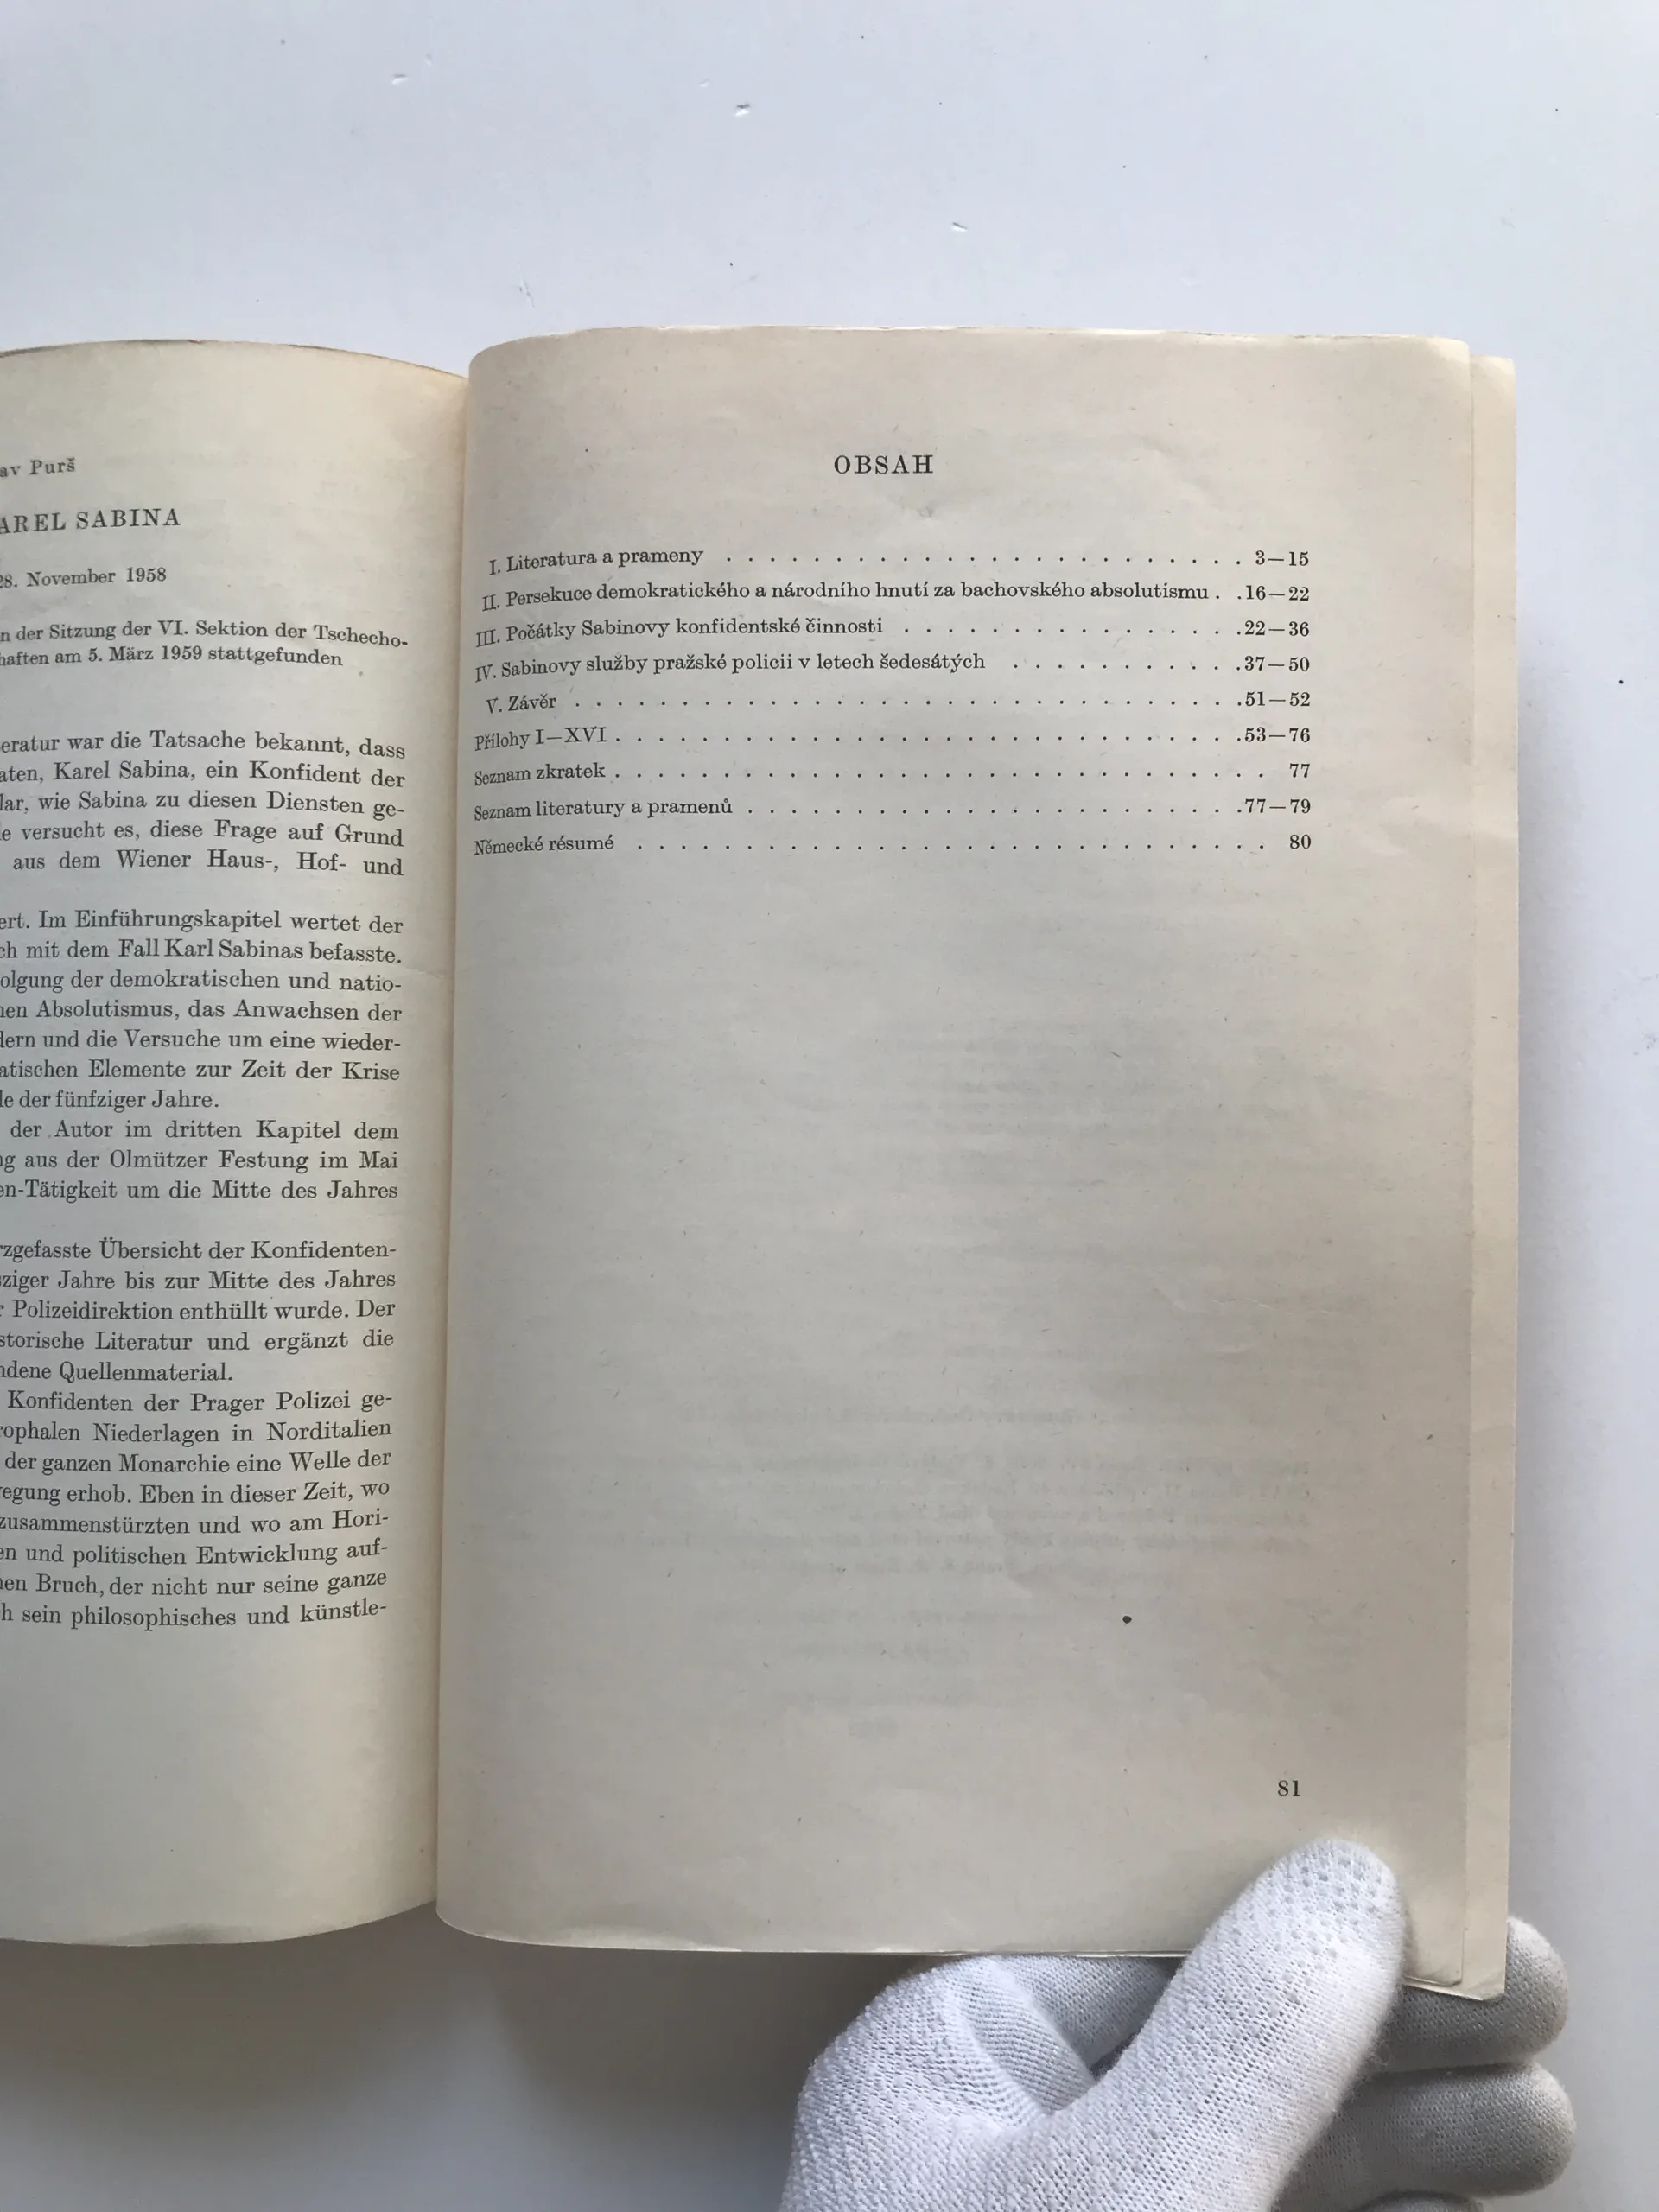 Purš
KAREL SABINA
28. November 1958
in der Sitzung der VI. Sektion der Tschecho-
haften am 5. März 1959 stattgefunden
eratur war die Tatsache bekannt, dass
aten, Karel Sabina, ein Konfident der
lar, wie Sabina zu diesen Diensten ge-
e versucht es, diese Frage auf Grund
aus dem Wiener Haus-, Hof- und
ert. Im Einführungskapitel wertet der
ch mit dem Fall Karl Sabinas befasste.
olgung der demokratischen und natio-
hen Absolutismus, das Anwachsen der
dern und die Versuche um eine wieder-
atischen Elemente zur Zeit der Krise
le der fünfziger Jahre.
der Autor im dritten Kapitel dem
ng aus der Olmützer Festung im Mai
en-Tätigkeit um die Mitte des Jahres
rzgefasste Übersicht der Konfidenten-
ziger Jahre bis zur Mitte des Jahres
r Polizeidirektion enthüllt wurde. Der
storische Literatur und ergänzt die
ndene Quellenmaterial.
Konfidenten der Prager Polizei ge-
rophalen Niederlagen in Norditalien
der ganzen Monarchie eine Welle der
egung erhob. Eben in dieser Zeit, wo
zusammenstürzten und wo am Hori-
en und politischen Entwicklung auf-
hen Bruch, der nicht nur seine ganze
h sein philosophisches und künstle-
OBSAH
I. Literatura a prameny . . . . . . . . . . . . . . . . . . 3—15
II. Persekuce demokratického a národního hnutí za bachovského absolutismu . .16—22
III. Počátky Sabinovy konfidentské činnosti . . . . . . . . . . . .22—36
IV. Sabinovy služby pražské policii v letech šedesátých . . . . . . . . .37—50
V. Závěr . . . . . . . . . . . . . . . . . . . . . . . .51—52
Přílohy I—XVI . . . . . . . . . . . . . . . . . . . . . .53—76
Seznam zkratek . . . . . . . . . . . . . . . . . . . . . . 77
Seznam literatury a pramenů . . . . . . . . . . . . . . . . . .77—79
Německé résumé . . . . . . . . . . . . . . . . . . . . . . 80
81